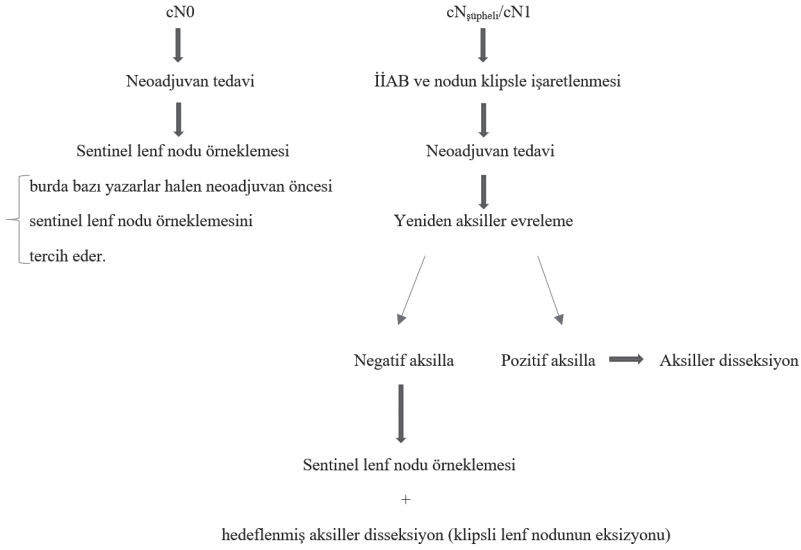 cN0
Neoadjuvan tedavi
Sentinel lenf nodu örneklemesi
burda bazı yazarlar halen neoadjuvan öncesi
sentinel lenf nodu örneklemesini
tercih eder.
cNşüpheli/cN1
İİAB ve nodun klipsle işaretlenmesi
Neoadjuvan tedavi
Yeniden aksiller evreleme
Negatif aksilla
Pozitif aksilla
Aksiller disseksiyon
Sentinel lenf nodu örneklemesi
+
hedeflenmiş aksiller disseksiyon (klipsli lenf nodunun eksizyonu)